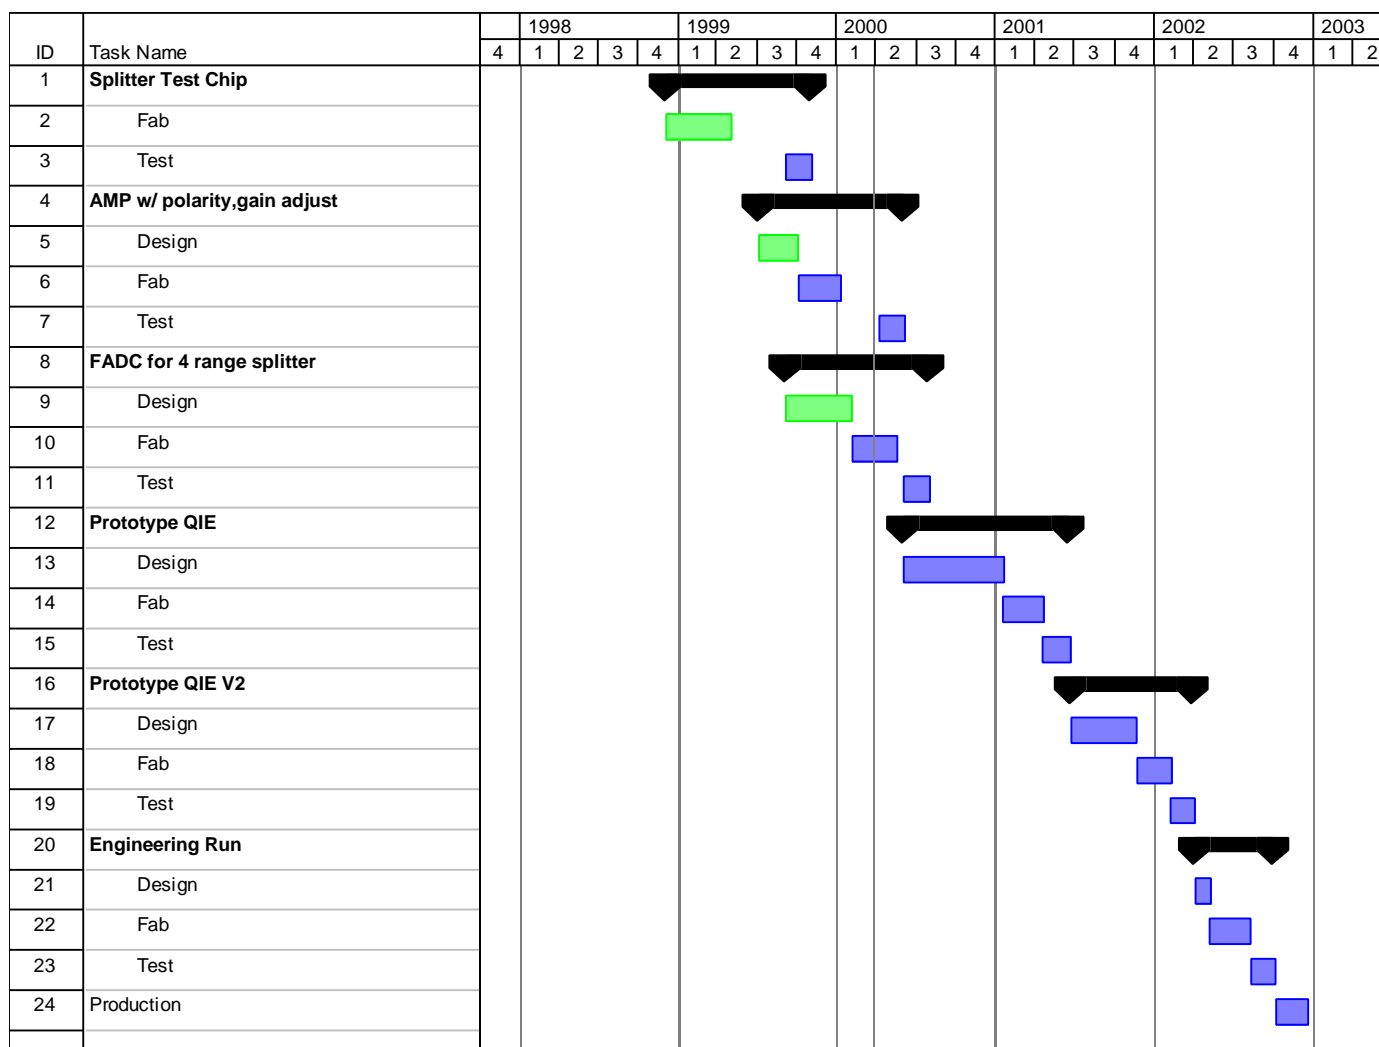 1998 1999 2000 2001 2002 2003
ID Task Name 4 1 2 3 4 1 2 3 4 1 2 3 4 1 2 3 4 1 2 3 4 1 2
1 Splitter Test Chip
2 Fab
3 Test
4 AMP w/ polarity,gain adjust
5 Design
6 Fab
7 Test
8 FADC for 4 range splitter
9 Design
10 Fab
11 Test
12 Prototype QIE
13 Design
14 Fab
15 Test
16 Prototype QIE V2
17 Design
18 Fab
19 Test
20 Engineering Run
21 Design
22 Fab
23 Test
24 Production